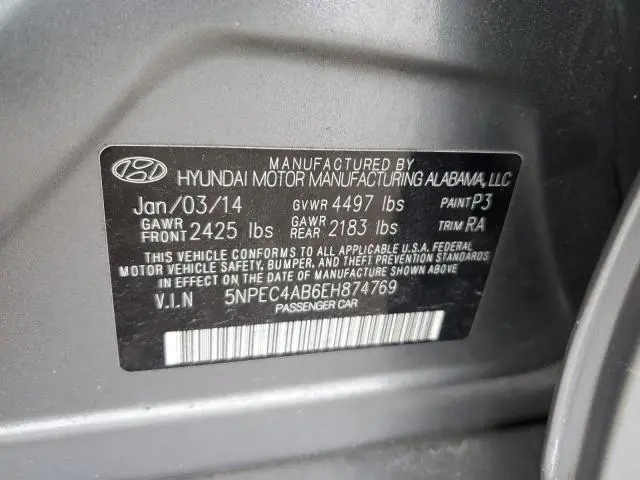 MANUFACTURED BY
HYUNDAI MOTOR MANUFACTURING ALABAMA, LLC
Jan/03/14 GVWR 4497 lbs PAINT P3
GAWR FRONT 2425 lbs GAWR REAR 2183 lbs TRIM RA
THIS VEHICLE CONFORMS TO ALL APPLICABLE U.S.A. FEDERAL
MOTOR VEHICLE SAFETY, BUMPER, AND THEFT PREVENTION STANDARDS
IN EFFECT ON THE DATE OF MANUFACTURE SHOWN ABOVE.
V.I.N 5NPEC4AB6EH874769
PASSENGER CAR